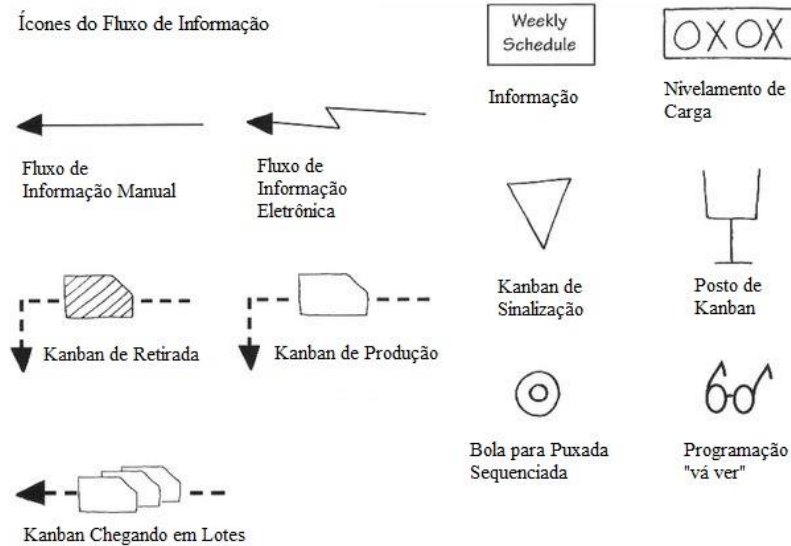 Ícones do Fluxo de Informação
Weekly
Schedule
OXOX
Informação
Nivelamento de
Carga
Fluxo de
Informação Manual
Fluxo de
Informação
Eletrônica
Kanban de
Sinalização
Posto de
Kanban
Kanban de Retirada
Kanban de Produção
Bola para Puxada
Sequenciada
Programação
"vá ver"
Kanban Chegando em Lotes